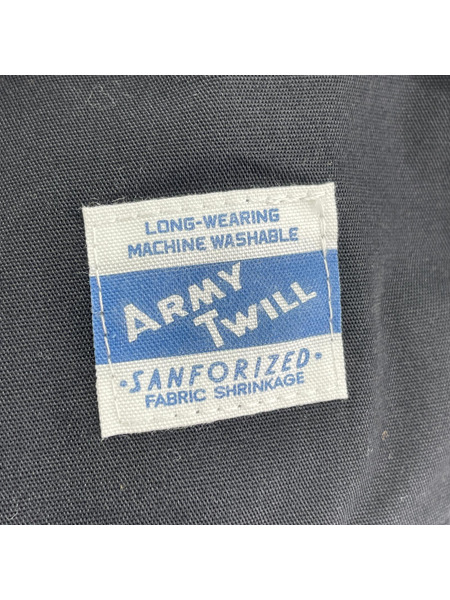 LONG-WEARING
MACHINE WASHABLE
ARMY
TWILL
·SANFORIZED·
FABRIC SHRINKAGE